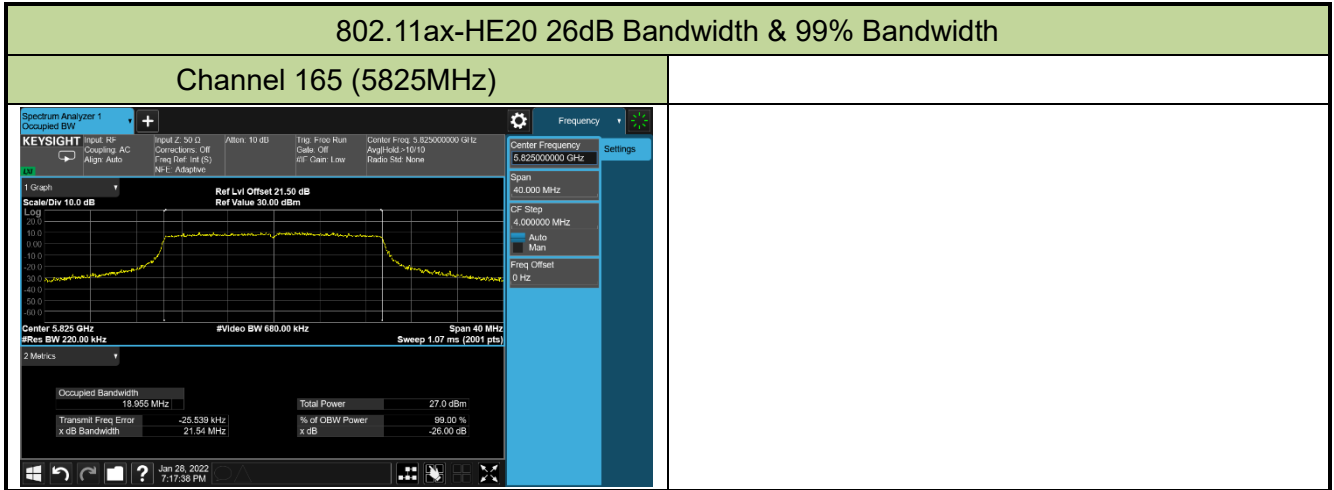 802.11ax-HE20 26dB Bandwidth & 99% Bandwidth
Channel 165 (5825MHz)
Spectrum Analyzer 1
Occupied BW
+
Frequency
KEYSIGHT
Input: RF
Coupling: AC
Align: Auto
Input Z: 50 Ω
Corrections: Off
Freq Ref: Int (S)
NFE: Adaptive
Atten: 10 dB
Trig: Free Run
Gate: Off
#IF Gain: Low
Center Freq: 5.825000000 GHz
Avg|Hold:>10/10
Radio Std: None
Center Frequency
5.825000000 GHz
Settings
Span
40.000 MHz
CF Step
4.000000 MHz
Auto
Man
Freq Offset
0 Hz
1 Graph
Scale/Div 10.0 dB
Ref Lvl Offset 21.50 dB
Ref Value 30.00 dBm
Log
20.0
10.0
0.00
-10.0
-20.0
-30.0
-40.0
-50.0
-60.0
Center 5.825 GHz
#Video BW 680.00 kHz
Span 40 MHz
#Res BW 220.00 kHz
Sweep 1.07 ms (2001 pts)
2 Metrics
Occupied Bandwidth
18.955 MHz
Total Power 27.0 dBm
Transmit Freq Error -25.539 kHz
% of OBW Power 99.00 %
x dB Bandwidth 21.54 MHz
x dB -26.00 dB
?
Jan 28, 2022
7:17:38 PM